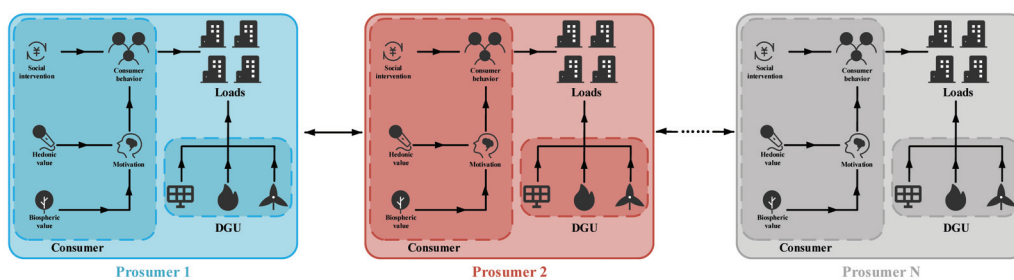 Social
intervention
Consumer
behavior
Loads
Hedonic
value
Motivation
Biospheric
value
DGU
Consumer
Prosumer 1
Social
intervention
Consumer
behavior
Loads
Hedonic
value
Motivation
Biospheric
value
DGU
Consumer
Prosumer 2
Social
intervention
Consumer
behavior
Loads
Hedonic
value
Motivation
Biospheric
value
DGU
Consumer
Prosumer N